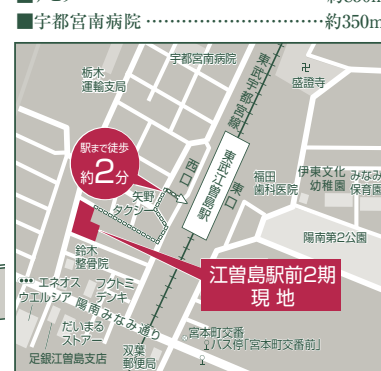 ■宇都宮南病院 …………………………約350m
宇都宮南病院
栃木
運輸支局
東武宇都宮線
卍
盛證寺
駅まで徒歩
約2分
西口
東武江曽島駅
東口
矢野
タクシー
福田
歯科医院
伊東文化
幼稚園
みなみ
保育園
陽南第2公園
鈴木
整骨院
江曽島駅前2期
現 地
エネオス
ウエルシア
フクトミ
デンキ
陽南みなみ通り
だいまる
ストアー
足銀江曽島支店
双葉
郵便局
宮本町交番
バス停「宮本町交番前」